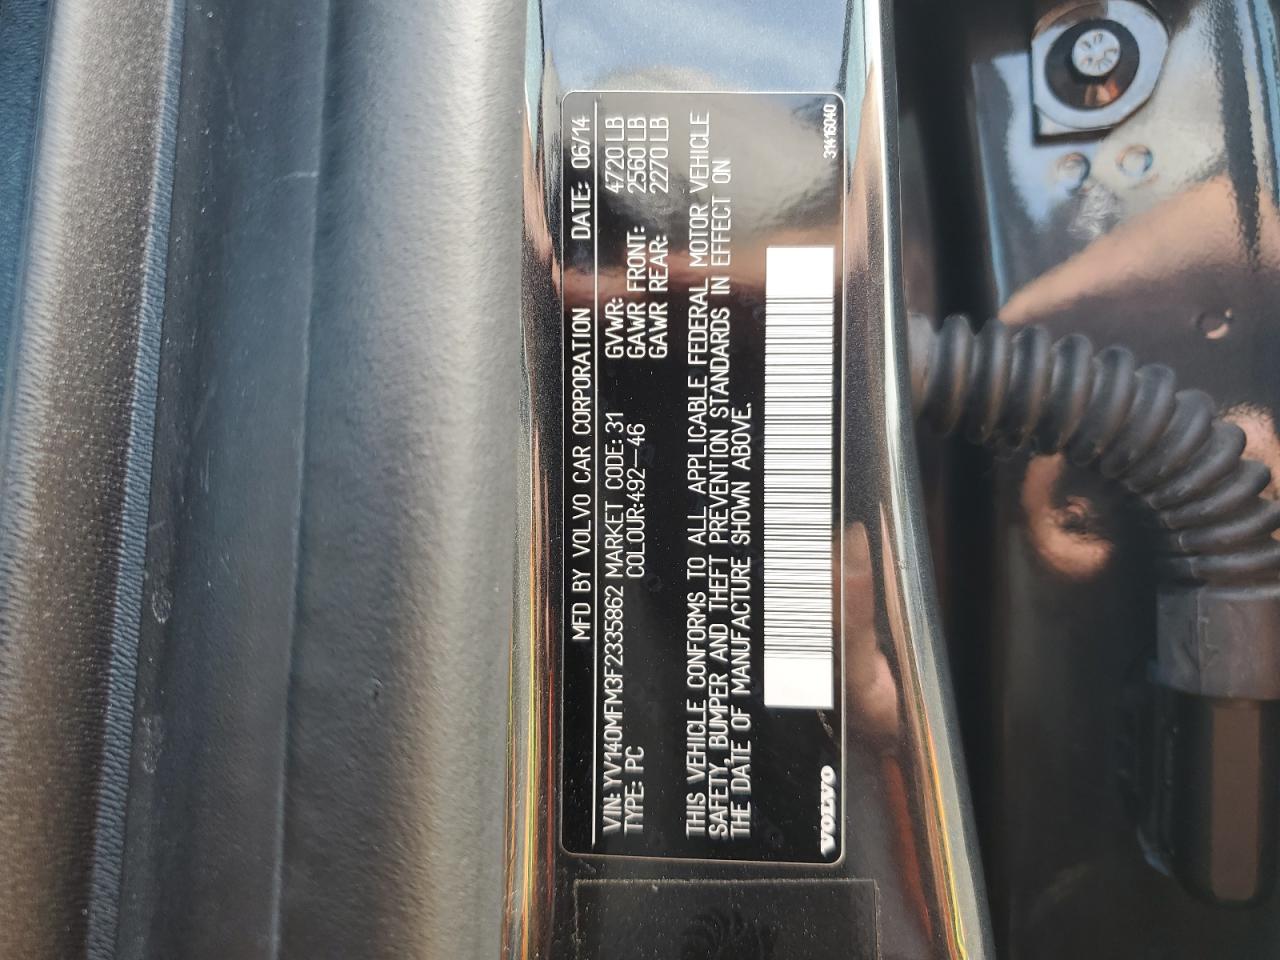 MFD BY VOLVO CAR CORPORATION DATE: 06/14
VIN: YV140MFM3F2335862 MARKET CODE: 31 GVWR: 4720 LB
TYPE: PC COLOUR:492-46 GAWR FRONT: 2560 LB
GAWR REAR: 2270 LB
THIS VEHICLE CONFORMS TO ALL APPLICABLE FEDERAL MOTOR VEHICLE
SAFETY, BUMPER AND THEFT PREVENTION STANDARDS IN EFFECT ON
THE DATE OF MANUFACTURE SHOWN ABOVE.
VOLVO 31416040